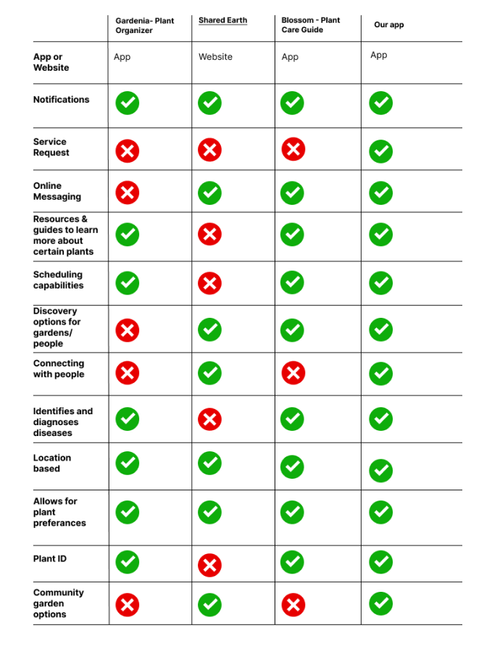 Gardenia- Plant
Organizer
Shared Earth
Blossom - Plant
Care Guide
Our app
App or
Website
App
Website
App
App
Notifications
Service
Request
Online
Messaging
Resources &
guides to learn
more about
certain plants
Scheduling
capabilities
Discovery
options for
gardens/
people
Connecting
with people
Identifies and
diagnoses
diseases
Location
based
Allows for
plant
preferances
Plant ID
Community
garden
options